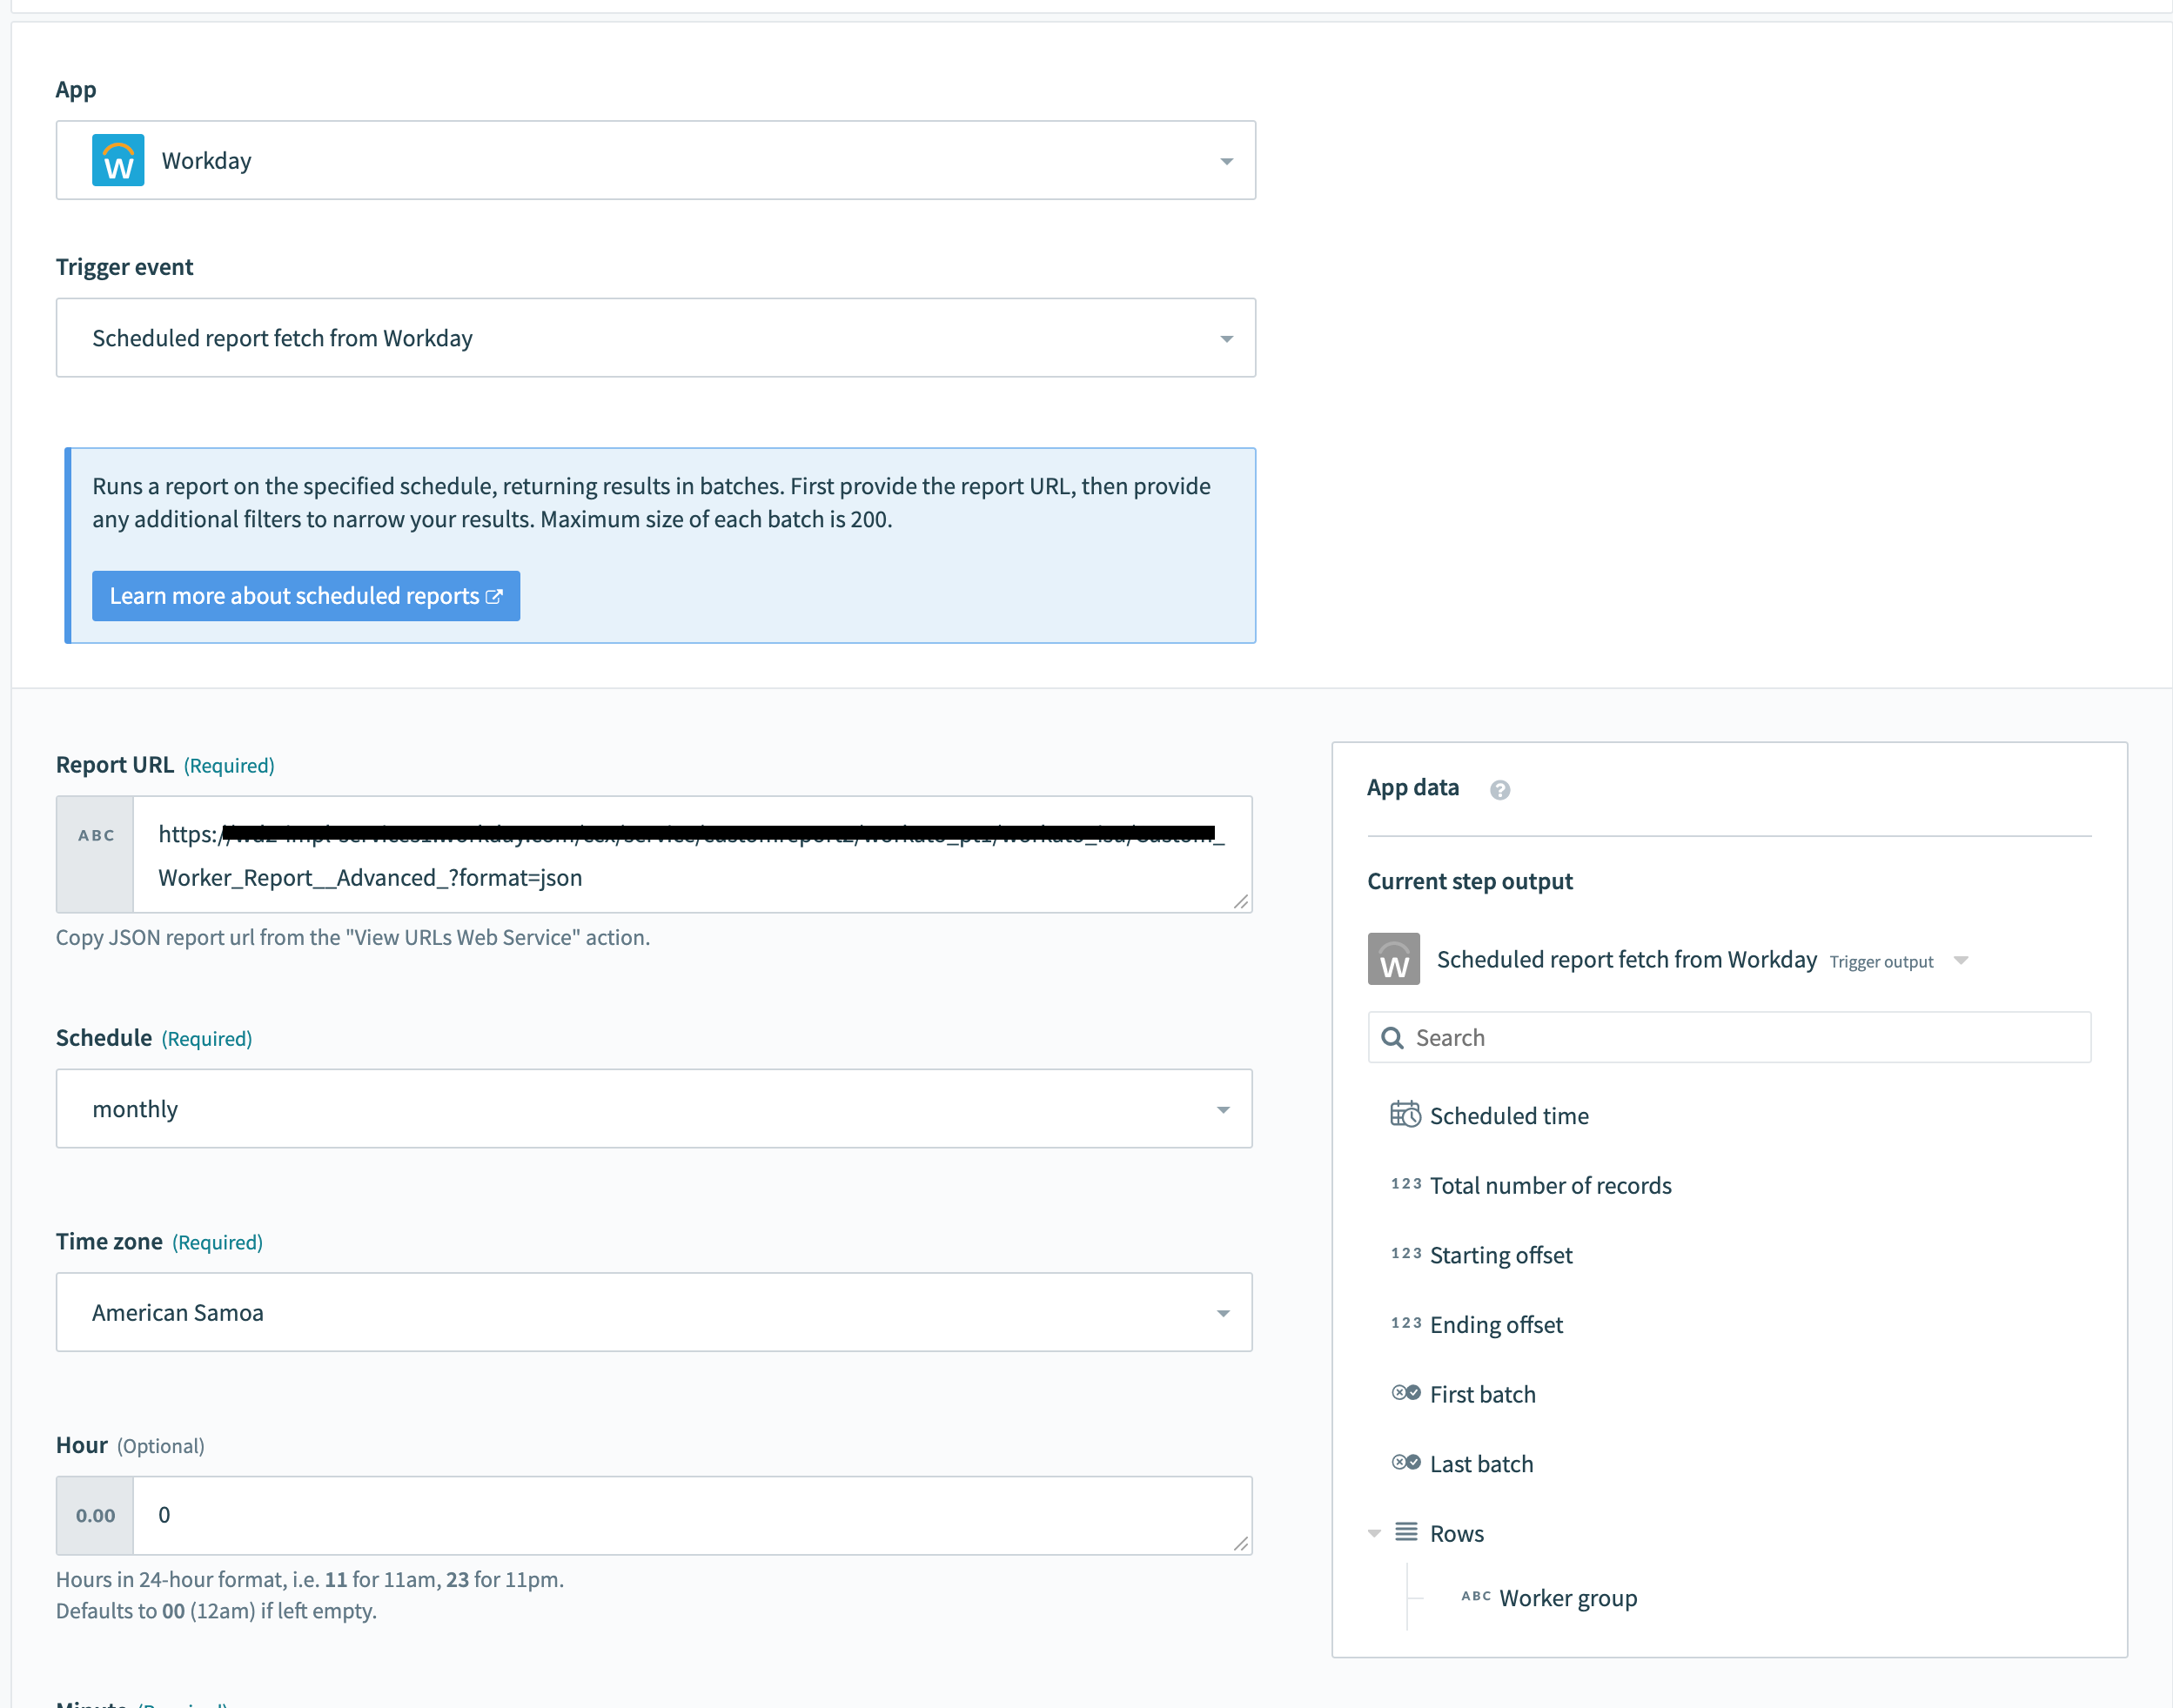 App
W Workday
Trigger event
Scheduled report fetch from Workday
Runs a report on the specified schedule, returning results in batches. First provide the report URL, then provide
any additional filters to narrow your results. Maximum size of each batch is 200.
Learn more about scheduled reports
Report URL (Required)
ABC
https:/
Worker_Report__Advanced_?format=json
Copy JSON report url from the "View URLs Web Service" action.
Schedule (Required)
monthly
Time zone (Required)
American Samoa
Hour (Optional)
0.00 0
Hours in 24-hour format, i.e. 11 for 11am, 23 for 11pm.
Defaults to 00 (12am) if left empty.
App data ?
Current step output
W Scheduled report fetch from Workday Trigger output
Search
Scheduled time
123 Total number of records
123 Starting offset
123 Ending offset
First batch
Last batch
Rows
ABC Worker group